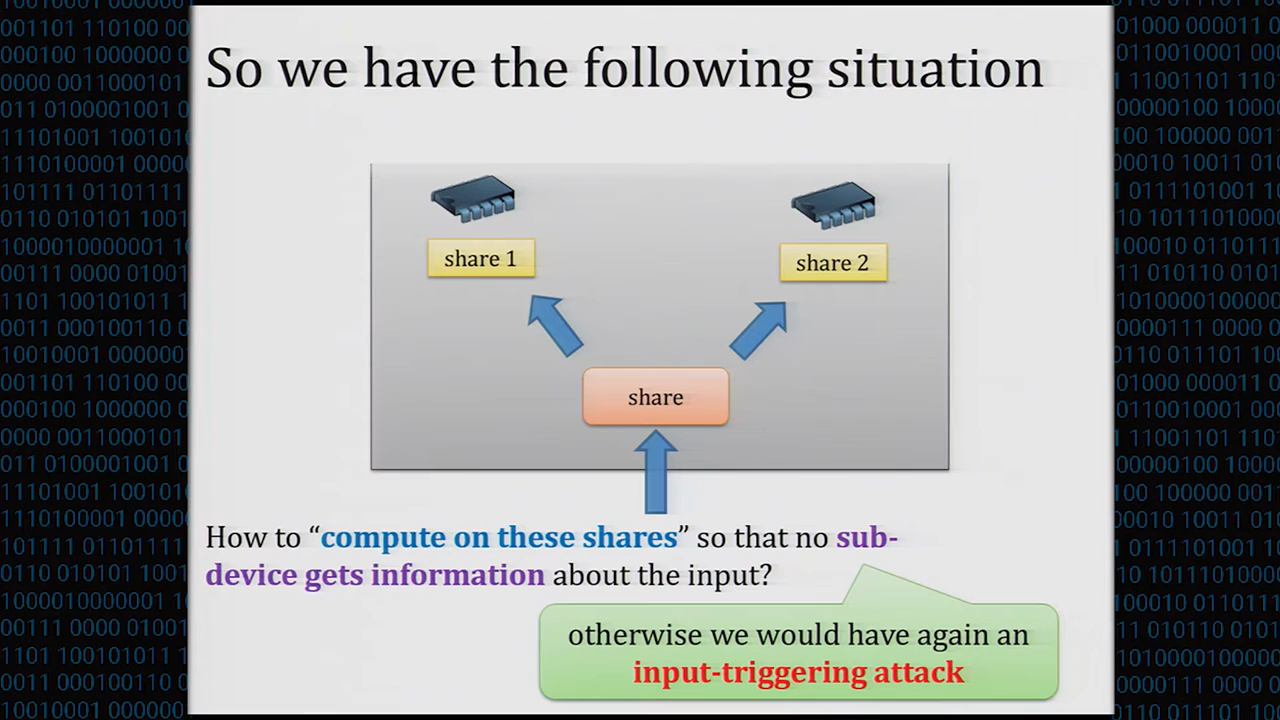 So we have the following situation
share 1
share 2
share
How to “compute on these shares” so that no sub-
device gets information about the input?
otherwise we would have again an
input-triggering attack